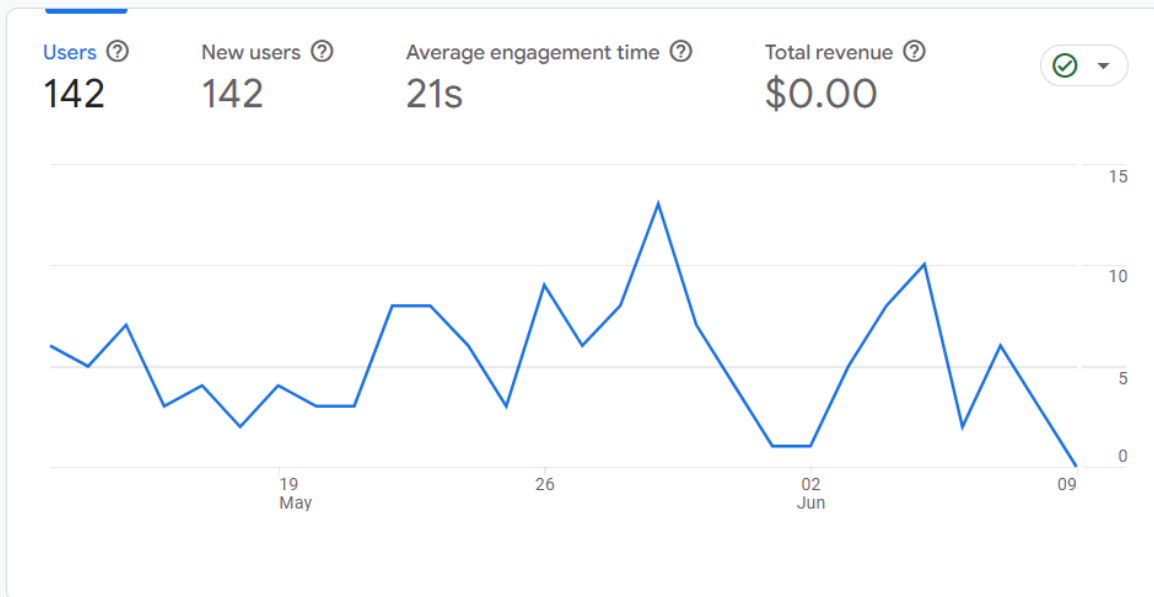 Users New users Average engagement time Total revenue
142 142 21s $0.00
15
10
5
0
19 26 02 09
May Jun